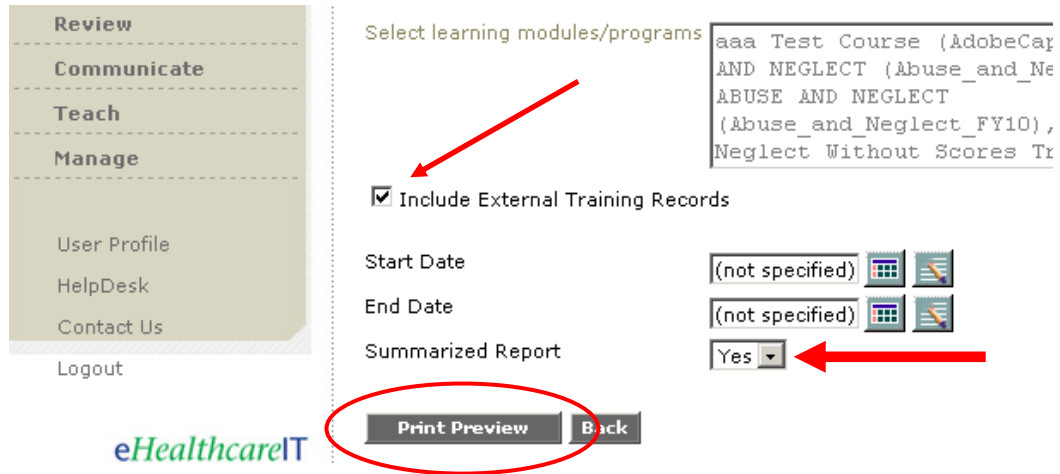 Review
Communicate
Teach
Manage
User Profile
HelpDesk
Contact Us
Logout
eHealthcareIT
Select learning modules/programs
aaa Test Course (AdobeCap
AND NEGLECT (Abuse_and_Ne
ABUSE AND NEGLECT
(Abuse_and_Neglect_FY10),
Neglect Without Scores Tr
Include External Training Records
Start Date (not specified)
End Date (not specified)
Summarized Report Yes
Print Preview Back